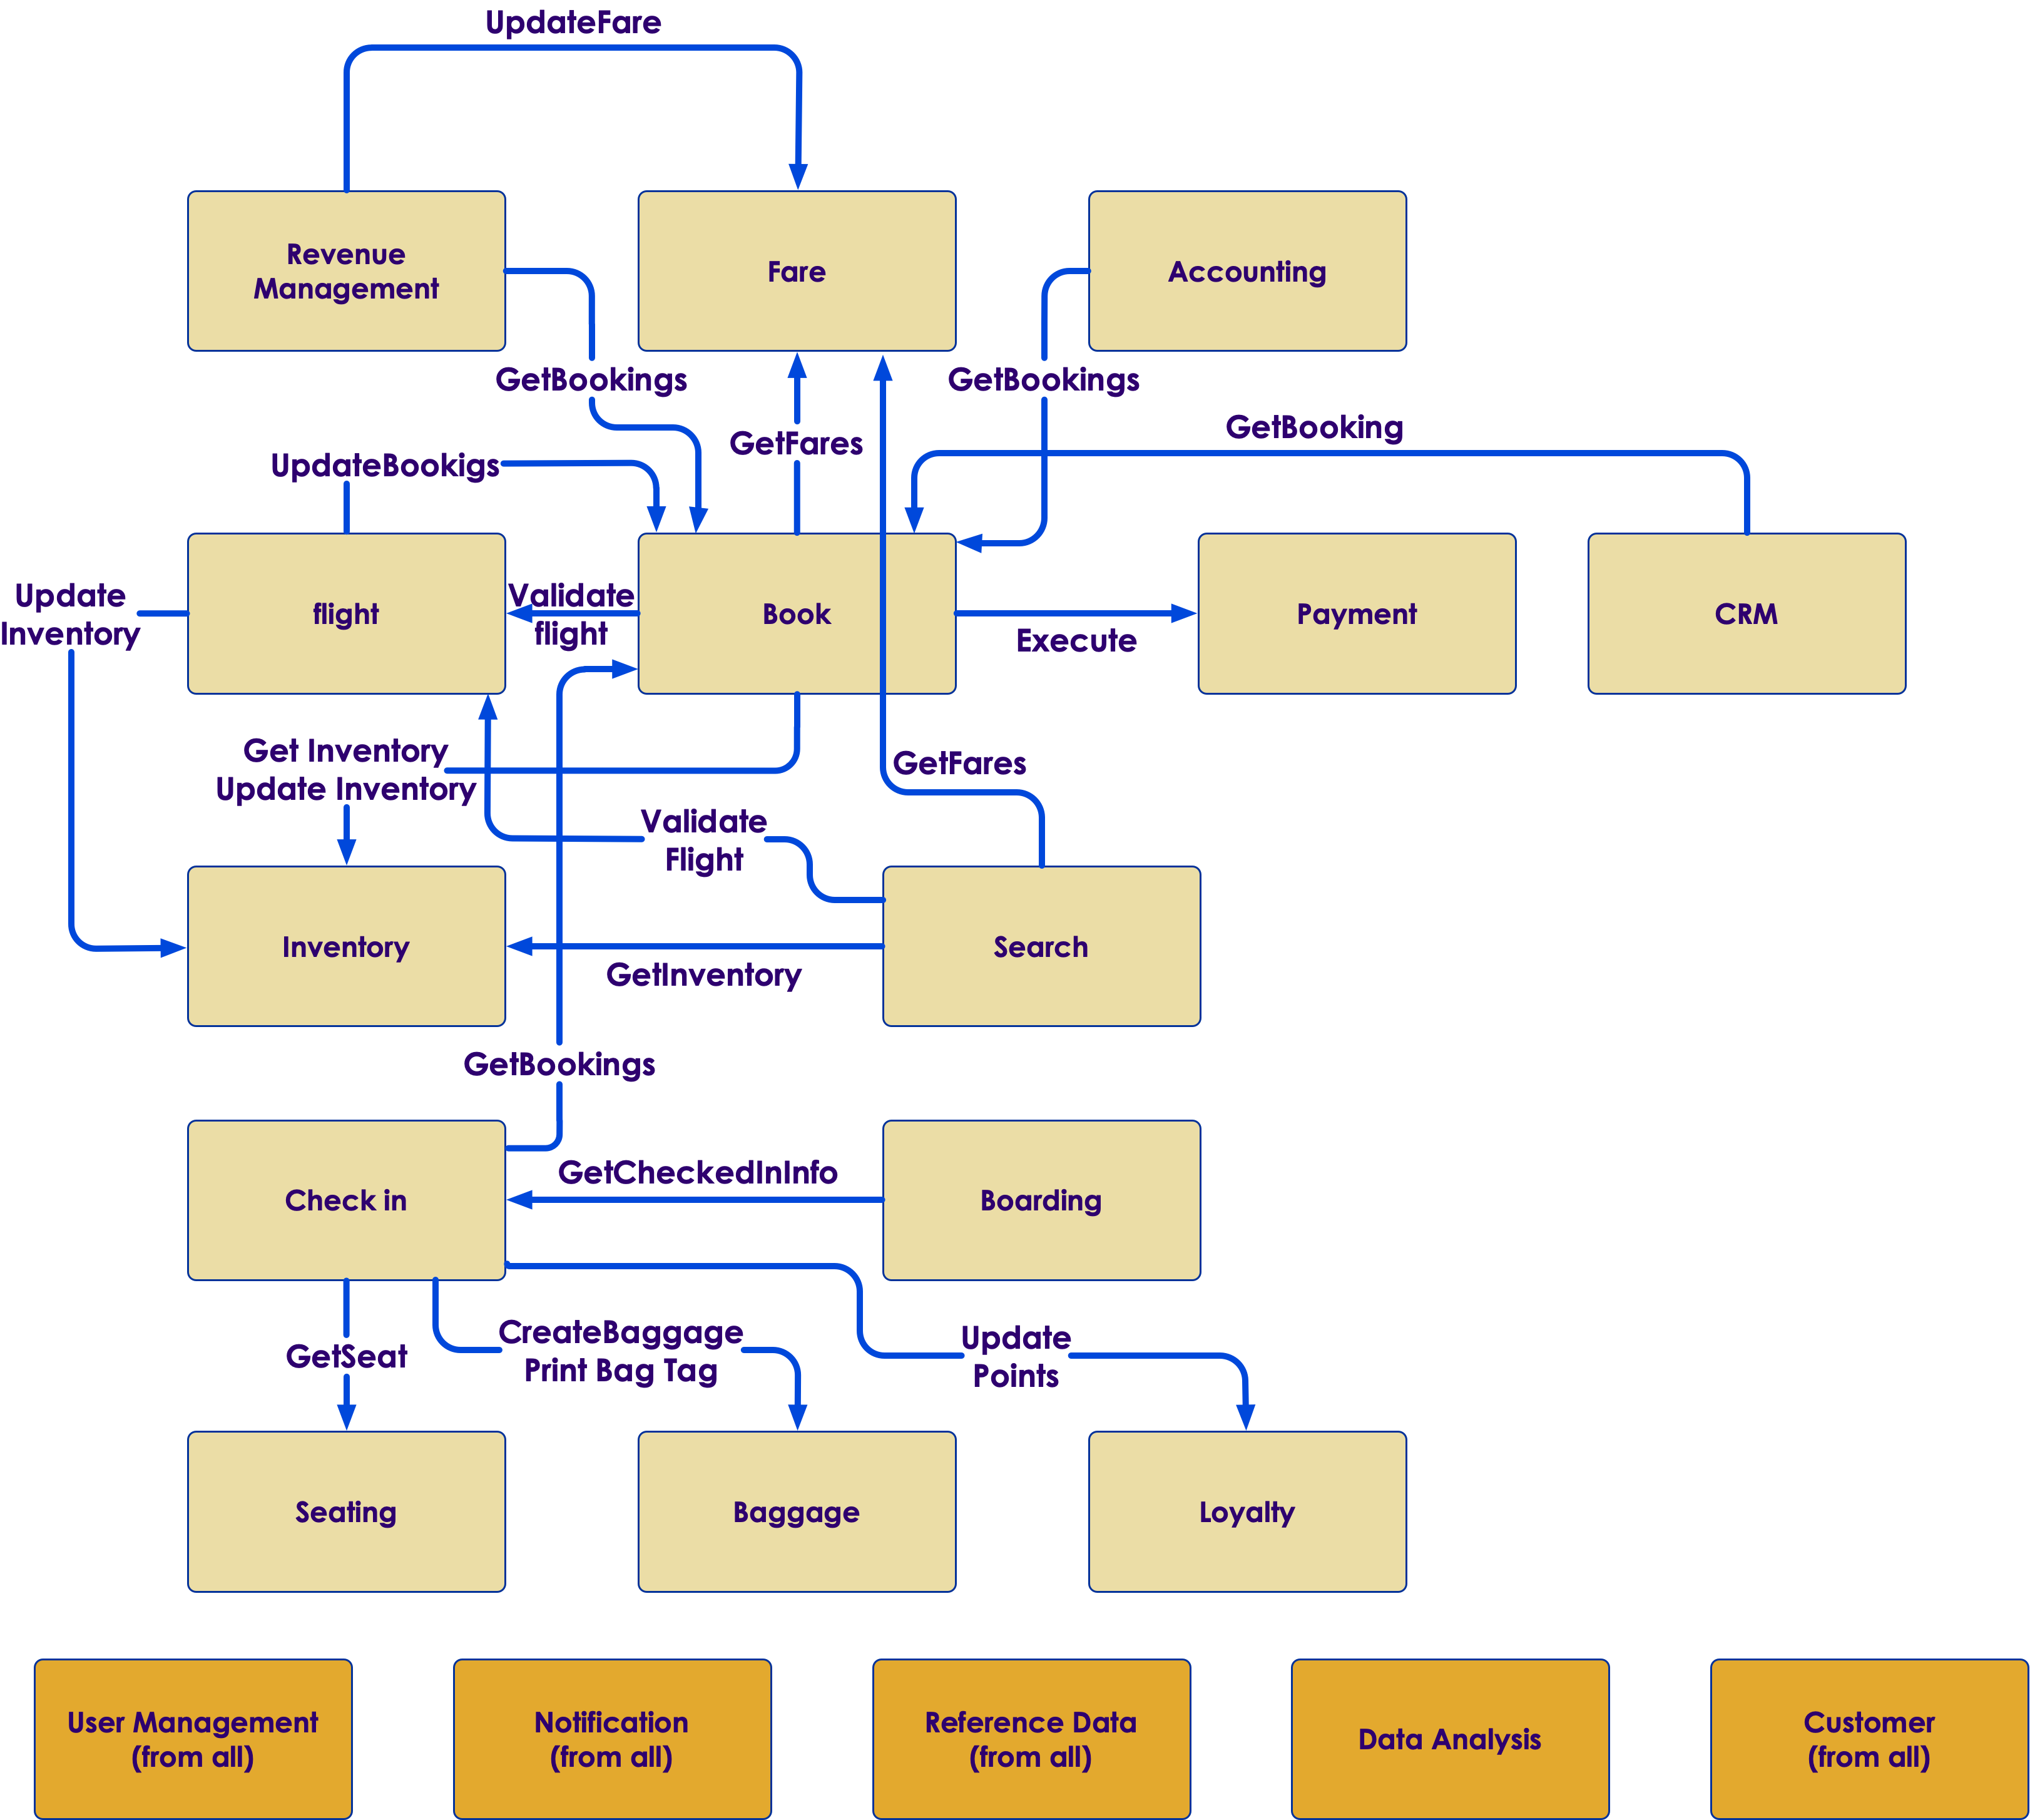 UpdateFare
Revenue
Management
Fare
Accounting
GetBookings
GetBookings
GetBooking
GetFares
UpdateBookigs
Update
Inventory
flight
Validate
flight
Book
Execute
Payment
CRM
Get Inventory
Update Inventory
GetFares
Validate
Flight
Inventory
GetInventory
Search
GetBookings
Check in
GetCheckedInInfo
Boarding
GetSeat
CreateBaggage
Print Bag Tag
Update
Points
Seating
Baggage
Loyalty
User Management
(from all)
Notification
(from all)
Reference Data
(from all)
Data Analysis
Customer
(from all)